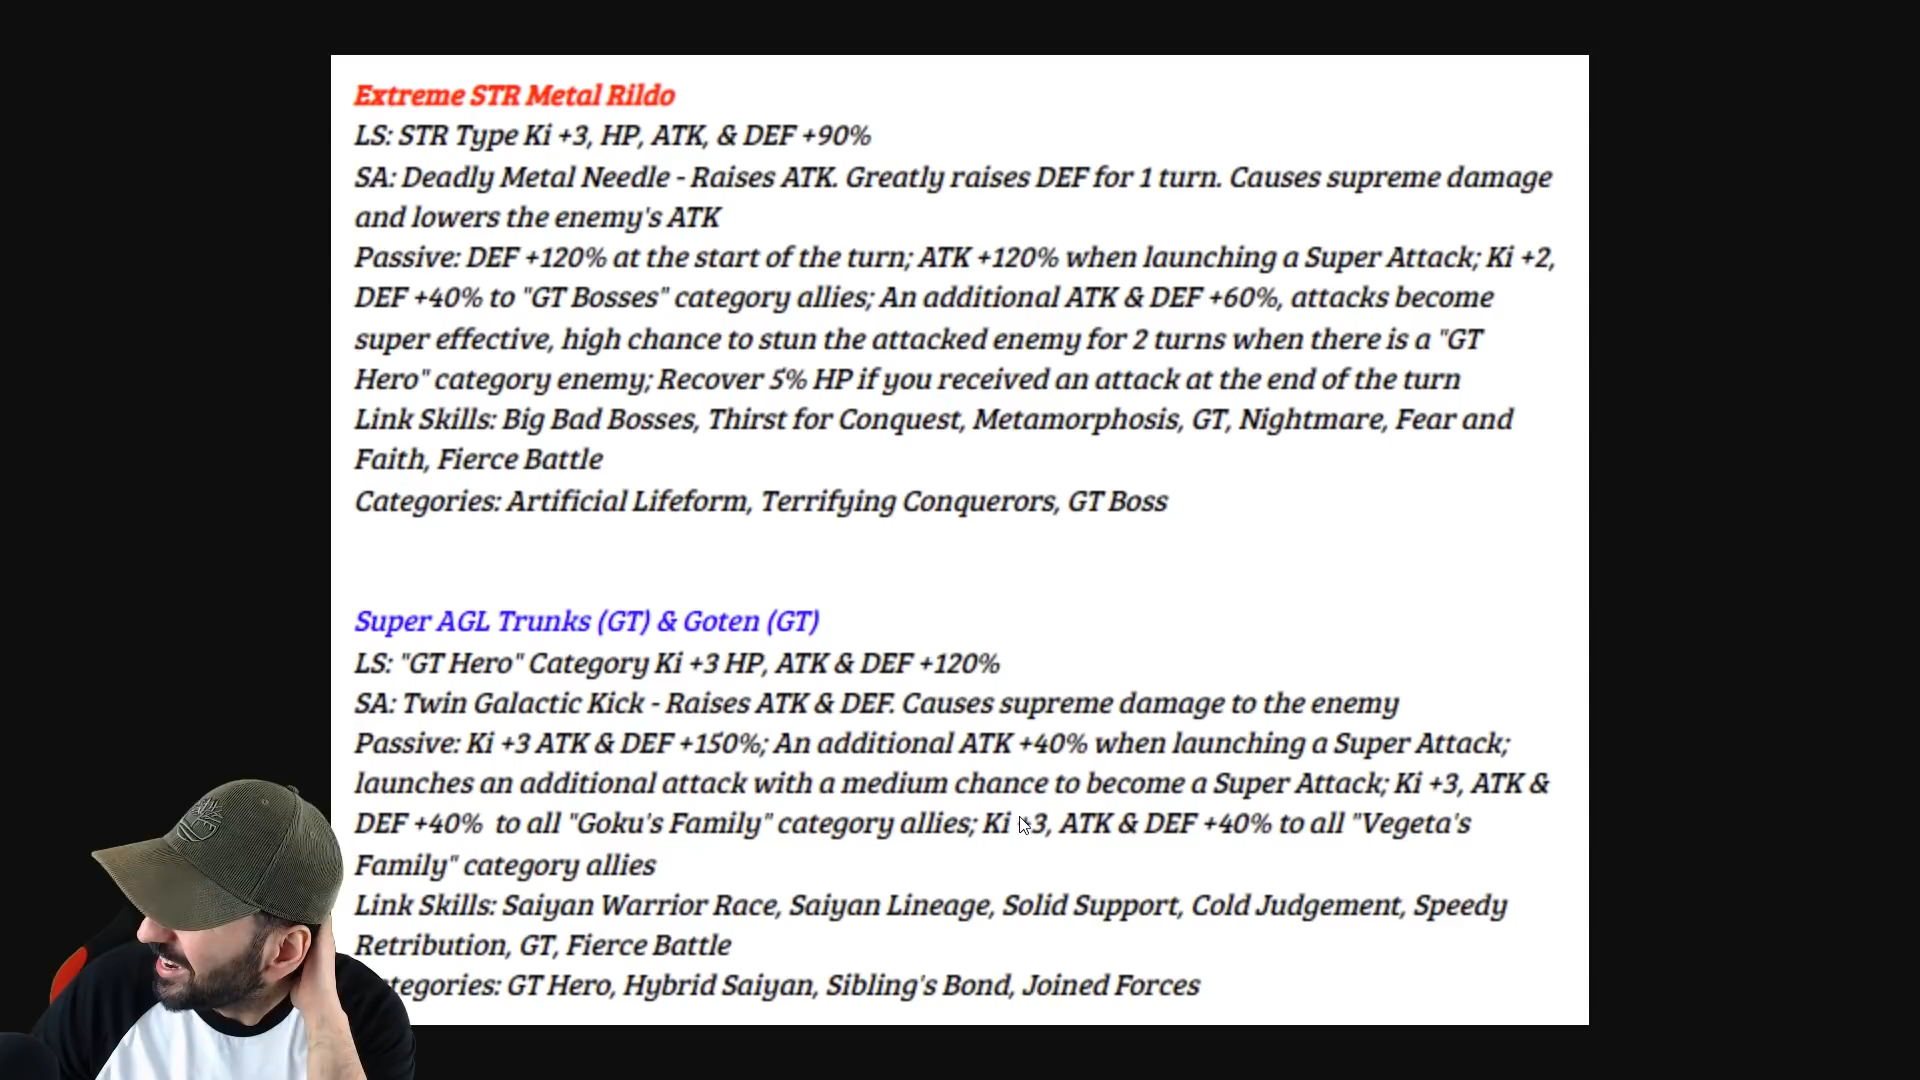 Extreme STR Metal Rildo
LS: STR Type Ki +3, HP, ATK, & DEF +90%
SA: Deadly Metal Needle - Raises ATK. Greatly raises DEF for 1 turn. Causes supreme damage
and lowers the enemy's ATK
Passive: DEF +120% at the start of the turn; ATK +120% when launching a Super Attack; Ki +2,
DEF +40% to "GT Bosses" category allies; An additional ATK & DEF +60%, attacks become
super effective, high chance to stun the attacked enemy for 2 turns when there is a "GT
Hero" category enemy; Recover 5% HP if you received an attack at the end of the turn
Link Skills: Big Bad Bosses, Thirst for Conquest, Metamorphosis, GT, Nightmare, Fear and
Faith, Fierce Battle
Categories: Artificial Lifeform, Terrifying Conquerors, GT Boss
Super AGL Trunks (GT) & Goten (GT)
LS: "GT Hero" Category Ki +3 HP, ATK & DEF +120%
SA: Twin Galactic Kick - Raises ATK & DEF. Causes supreme damage to the enemy
Passive: Ki +3 ATK & DEF +150%; An additional ATK +40% when launching a Super Attack;
launches an additional attack with a medium chance to become a Super Attack; Ki +3, ATK &
DEF +40% to all "Goku's Family" category allies; Ki +3, ATK & DEF +40% to all "Vegeta's
Family" category allies
Link Skills: Saiyan Warrior Race, Saiyan Lineage, Solid Support, Cold Judgement, Speedy
Retribution, GT, Fierce Battle
tegories: GT Hero, Hybrid Saiyan, Sibling's Bond, Joined Forces